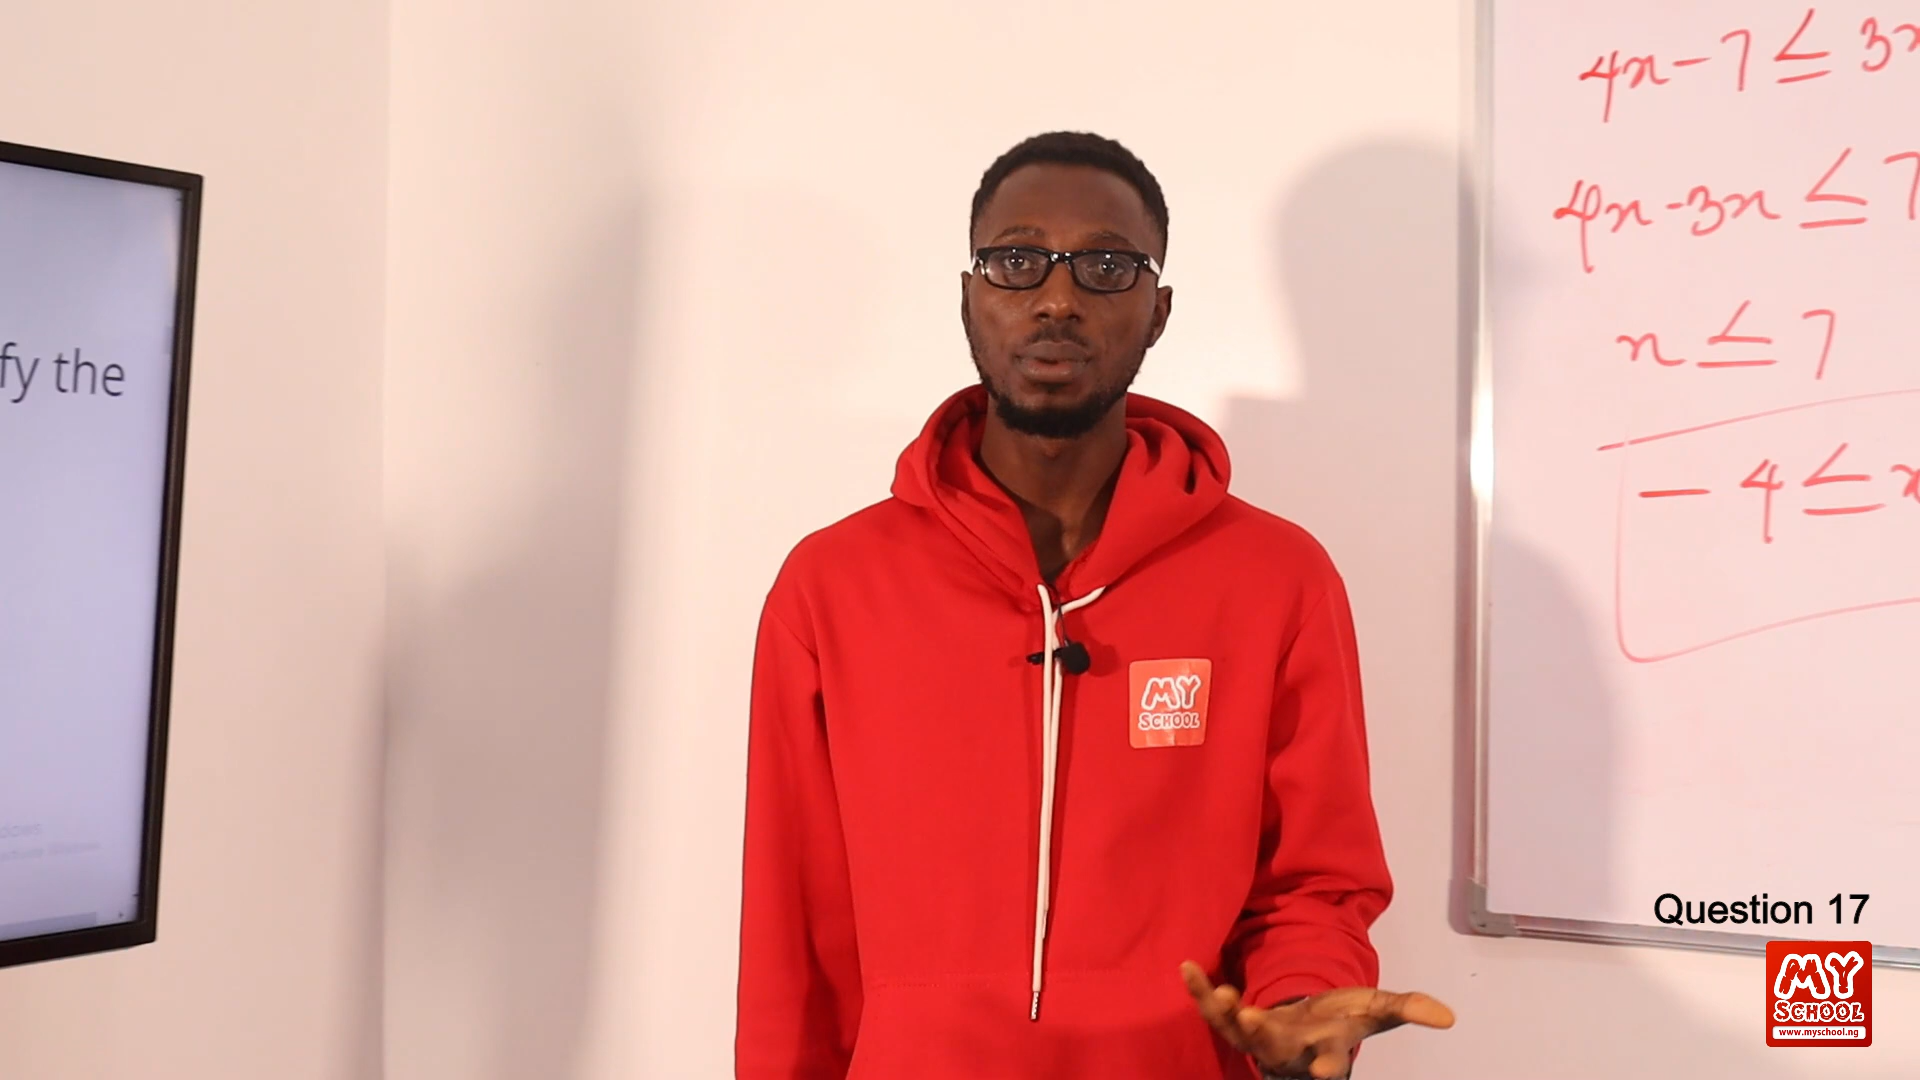 fy the
4x - 7 ≤ 3x
4x - 3x ≤ 7
x ≤ 7
- 4 ≤ x
MY
SCHOOL
Question 17
MY
SCHOOL
www.myschool.ng